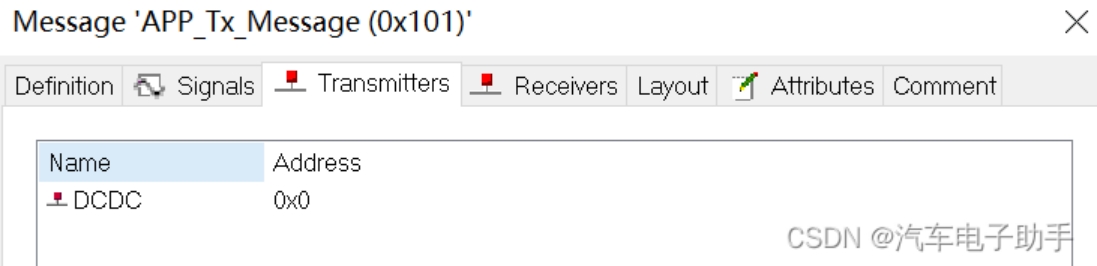 Message 'APP_Tx_Message (0x101)'
Definition Signals Transmitters Receivers Layout Attributes Comment
Name Address
DCDC 0x0
CSDN @汽车电子助手